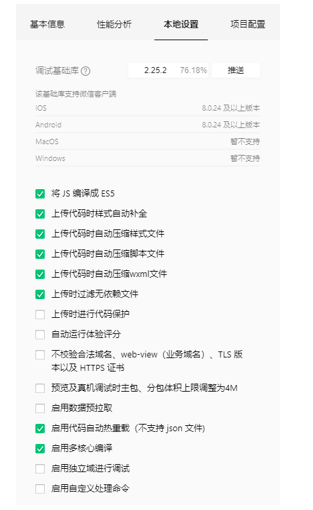 基本信息 性能分析 本地设置 项目配置
调试基础库 ? 2.25.2 76.18% 推送
该基础库支持微信客户端
iOS 8.0.24 及以上版本
Android 8.0.24 及以上版本
MacOS 暂不支持
Windows 暂不支持
将 JS 编译成 ES5
上传代码时样式自动补全
上传代码时自动压缩样式文件
上传代码时自动压缩脚本文件
上传代码时自动压缩wxml文件
上传时过滤无依赖文件
上传时进行代码保护
自动运行体验评分
不校验合法域名、web-view（业务域名）、TLS 版
本以及 HTTPS 证书
预览及真机调试时主包、分包体积上限调整为4M
启用数据预拉取
启用代码自动热重载（不支持 json 文件)
启用多核心编译
启用独立域进行调试
启用自定义处理命令